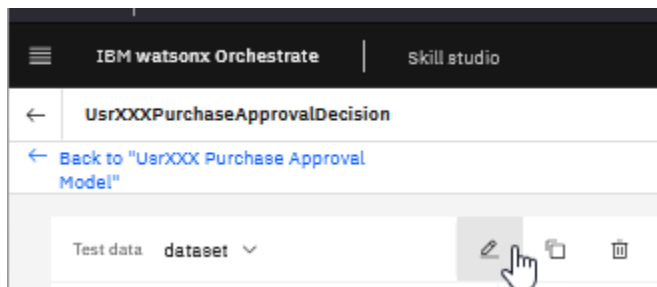 IBM watsonx Orchestrate Skill studio
UsrXXXPurchaseApprovalDecision
Back to "UsrXXX Purchase Approval
Model"
Test data dataset